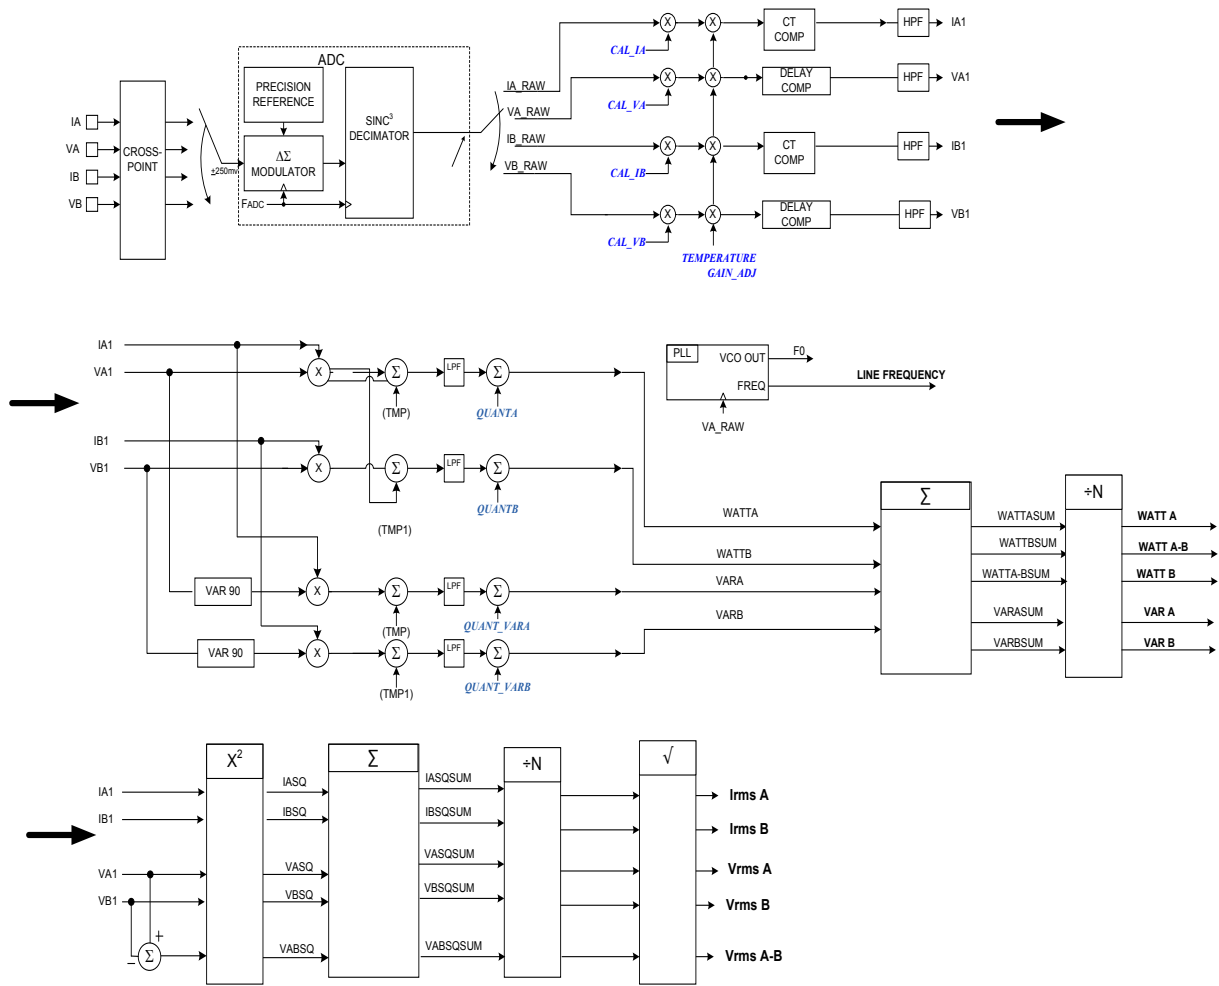 ADC
PRECISION
REFERENCE
ΔΣ
MODULATOR
SINC3
DECIMATOR
FADC
IA
VA
IB
VB
CROSS-
POINT
±250mv
IA_RAW
VA_RAW
IB_RAW
VB_RAW
X
X
CAL_IA
CT
COMP
HPF
IA1
X
X
CAL_VA
DELAY
COMP
HPF
VA1
X
X
CAL_IB
CT
COMP
HPF
IB1
X
X
CAL_VB
DELAY
COMP
HPF
VB1
TEMPERATURE
GAIN_ADJ
IA1
VA1
X
Σ
(TMP)
LPF
Σ
QUANTA
IB1
VB1
X
Σ
(TMP1)
LPF
Σ
QUANTB
VAR 90
X
Σ
(TMP)
LPF
Σ
QUANT_VARA
VAR 90
X
Σ
(TMP1)
LPF
Σ
QUANT_VARB
PLL
VCO OUT
F0
FREQ
LINE FREQUENCY
VA_RAW
WATTA
WATTB
VARA
VARB
Σ
WATTASUM
WATTBSUM
WATTA-BSUM
VARASUM
VARBSUM
÷N
WATT A
WATT A-B
WATT B
VAR A
VAR B
IA1
IB1
VA1
VB1
+
–
Σ
X2
IASQ
IBSQ
VASQ
VBSQ
VABSQ
Σ
IASQSUM
IBSQSUM
VASQSUM
VBSQSUM
VABSQSUM
÷N
√
Irms A
Irms B
Vrms A
Vrms B
Vrms A-B